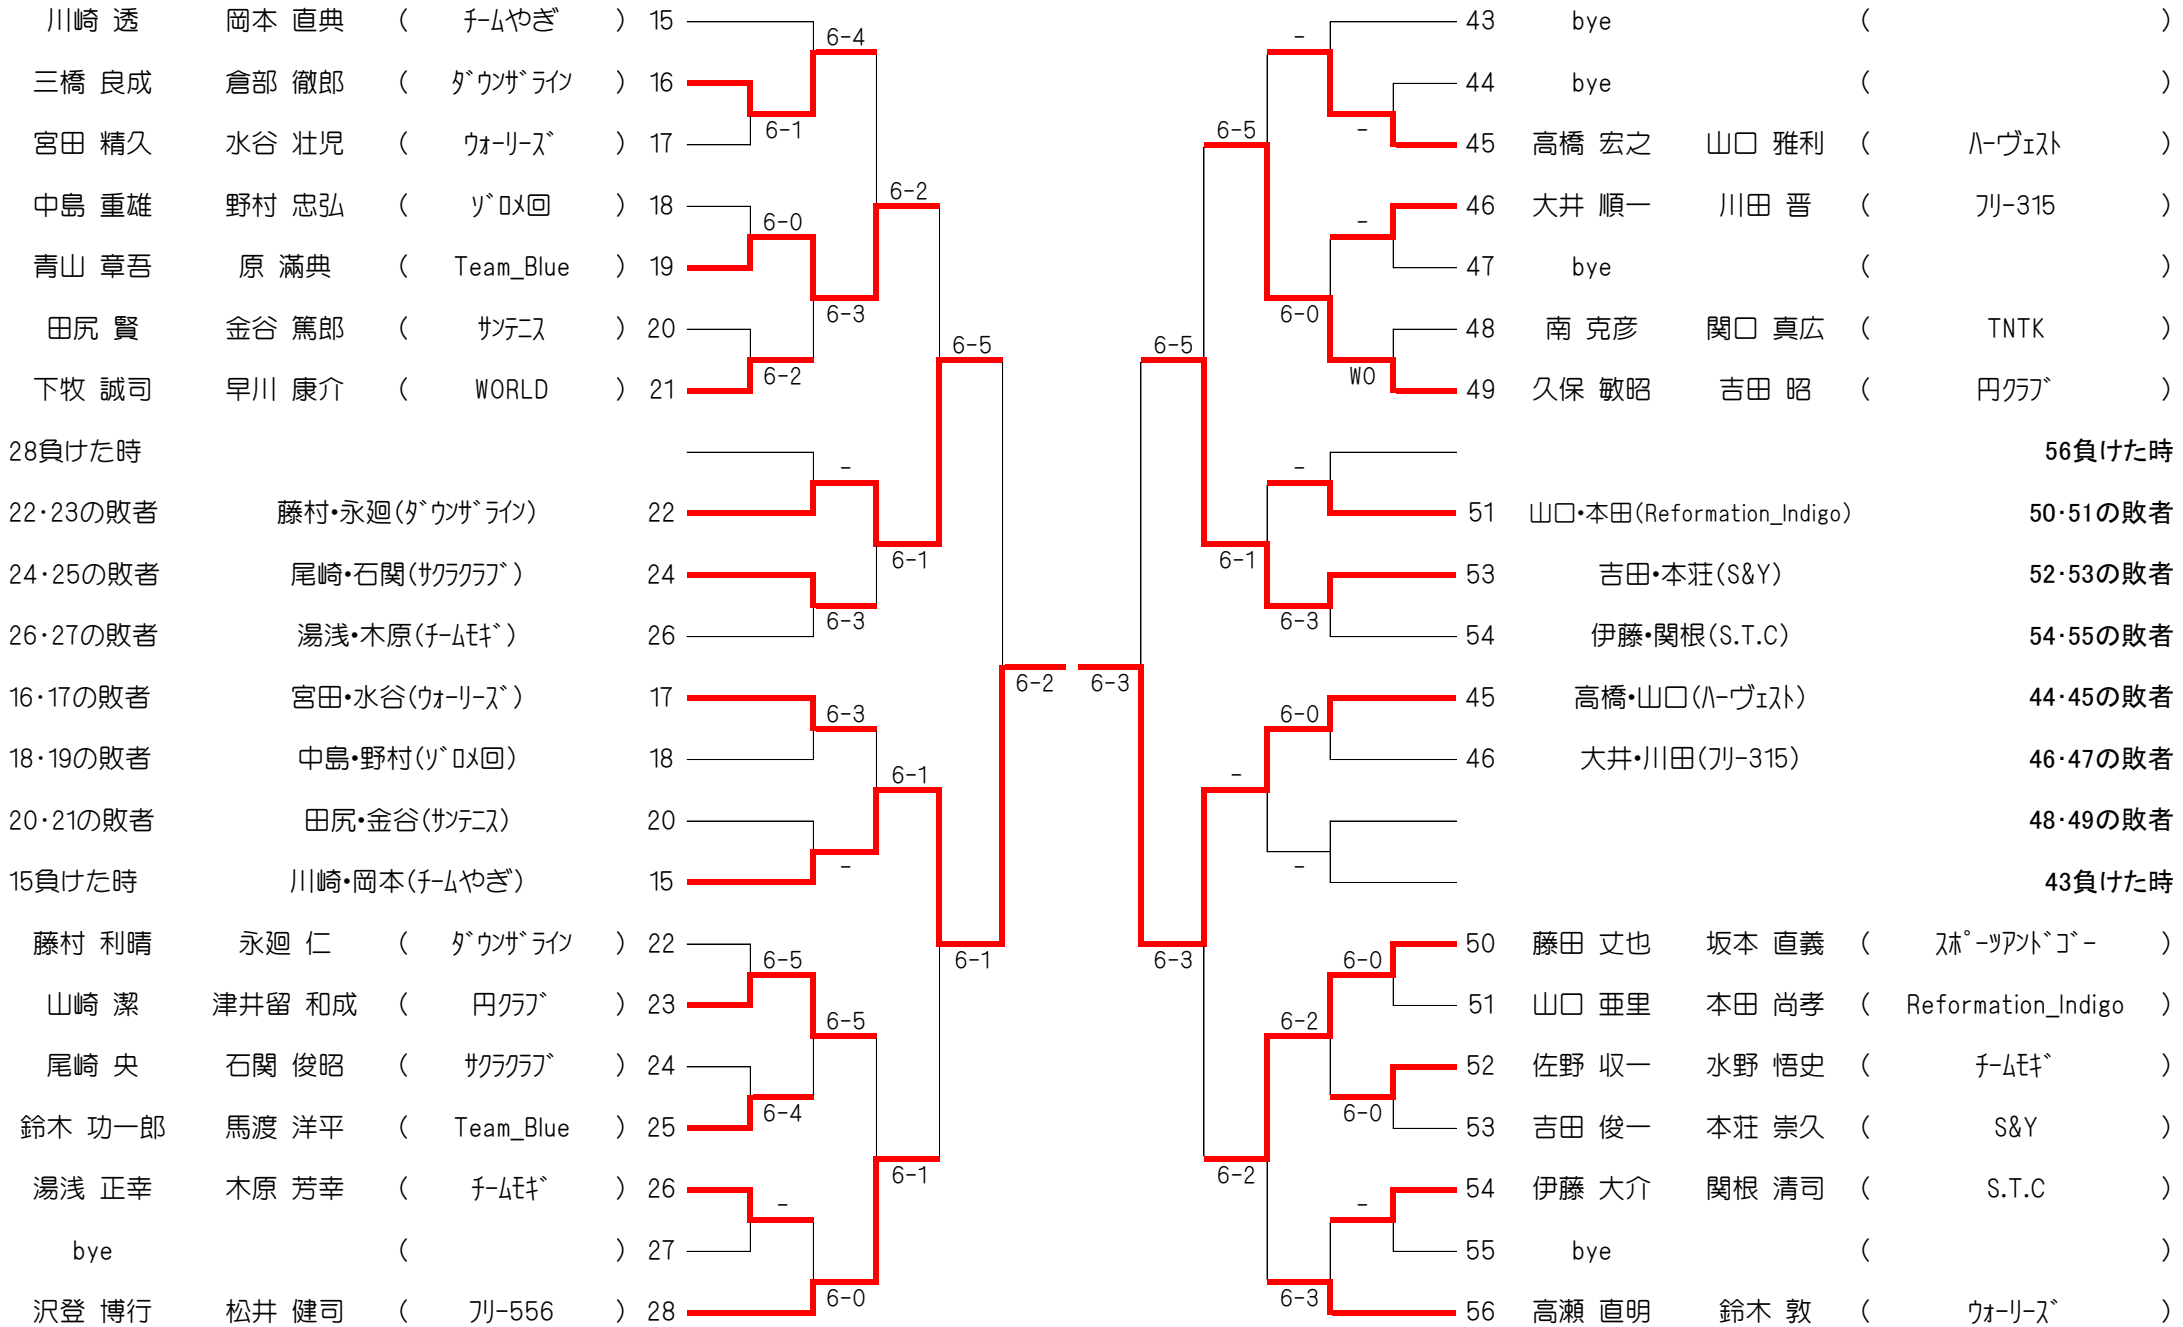 川崎 透 岡本 直典 ( ﾁｰﾑやぎ ) 15
6-4
三橋 良成 倉部 徹郎 ( ﾀﾞｳﾝｻﾞﾗｲﾝ ) 16
6-1
宮田 精久 水谷 壮児 ( ｳｫｰﾘｰｽﾞ ) 17
中島 重雄 野村 忠弘 ( ｿﾞﾛﾒ回 ) 18
6-2
6-0
青山 章吾 原 滿典 ( Team_Blue ) 19
6-3
田尻 賢 金谷 篤郎 ( ｻﾝﾃﾆｽ ) 20
6-5
6-2
下牧 誠司 早川 康介 ( WORLD ) 21
28負けた時
-
22･23の敗者 藤村･永廻(ﾀﾞｳﾝｻﾞﾗｲﾝ) 22
6-1
24･25の敗者 尾崎･石関(ｻｸﾗｸﾗﾌﾞ) 24
6-3
26･27の敗者 湯浅･木原(ﾁｰﾑﾓｷﾞ) 26
6-2
16･17の敗者 宮田･水谷(ｳｫｰﾘｰｽﾞ) 17
6-3
18･19の敗者 中島･野村(ｿﾞﾛﾒ回) 18
6-1
20･21の敗者 田尻･金谷(ｻﾝﾃﾆｽ) 20
-
15負けた時 川崎･岡本(ﾁｰﾑやぎ) 15
藤村 利晴 永廻 仁 ( ﾀﾞｳﾝｻﾞﾗｲﾝ ) 22
6-5
6-1
山崎 潔 津井留 和成 ( 円ｸﾗﾌﾞ ) 23
6-5
尾崎 央 石関 俊昭 ( ｻｸﾗｸﾗﾌﾞ ) 24
6-4
鈴木 功一郎 馬渡 洋平 ( Team_Blue ) 25
6-1
湯浅 正幸 木原 芳幸 ( ﾁｰﾑﾓｷﾞ ) 26
-
bye ( ) 27
6-0
沢登 博行 松井 健司 ( ﾌﾘｰ556 ) 28
43 bye ( )
-
44 bye ( )
6-5
-
45 高橋 宏之 山口 雅利 ( ﾊｰヴｪｽﾄ )
46 大井 順一 川田 晋 ( ﾌﾘｰ315 )
-
47 bye ( )
6-0
48 南 克彦 関口 真広 ( TNTK )
6-5
WO
49 久保 敏昭 吉田 昭 ( 円ｸﾗﾌﾞ )
56負けた時
-
51 山口･本田(Reformation_Indigo) 50･51の敗者
6-1
53 吉田･本荘(S&Y) 52･53の敗者
6-3
54 伊藤･関根(S.T.C) 54･55の敗者
6-3
45 高橋･山口(ﾊｰヴｪｽﾄ) 44･45の敗者
6-0
46 大井･川田(ﾌﾘｰ315) 46･47の敗者
-
48･49の敗者
-
43負けた時
50 藤田 丈也 坂本 直義 ( ｽﾎﾟｰﾂｱﾝﾄﾞｺﾞｰ )
6-0
6-3
51 山口 亜里 本田 尚孝 ( Reformation_Indigo )
6-2
52 佐野 収一 水野 悟史 ( ﾁｰﾑﾓｷﾞ )
6-0
53 吉田 俊一 本荘 崇久 ( S&Y )
6-2
54 伊藤 大介 関根 清司 ( S.T.C )
-
55 bye ( )
6-3
56 高瀬 直明 鈴木 敦 ( ｳｫｰﾘｰｽﾞ )